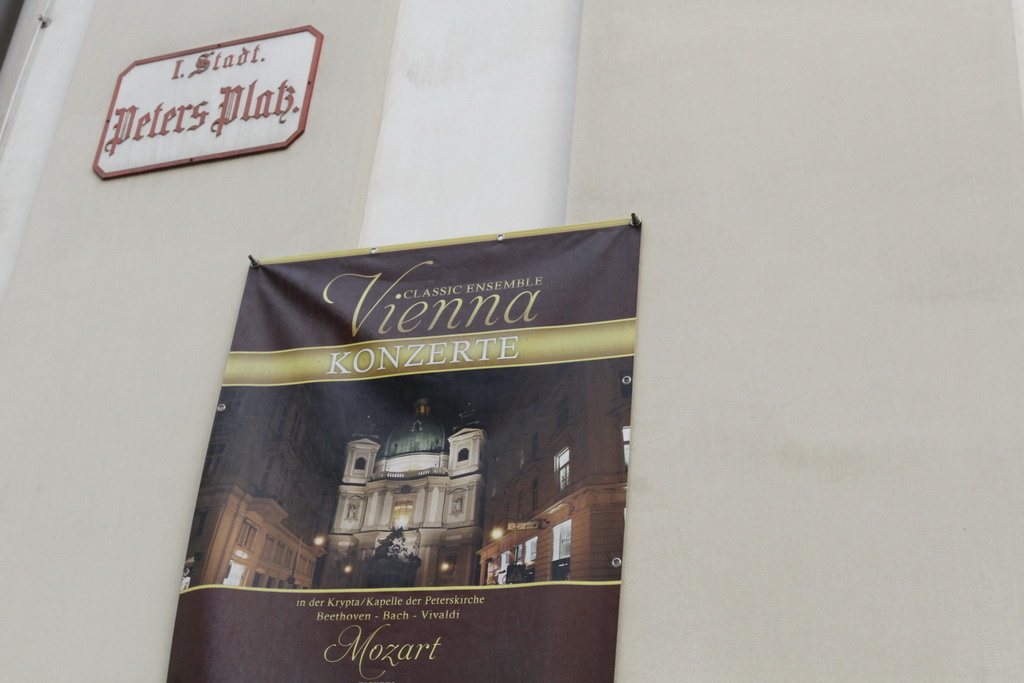 I. Stadt.
Peters Platz.
CLASSIC ENSEMBLE
Vienna
KONZERTE
in der Krypta/Kapelle der Peterskirche
Beethoven - Bach - Vivaldi
Mozart